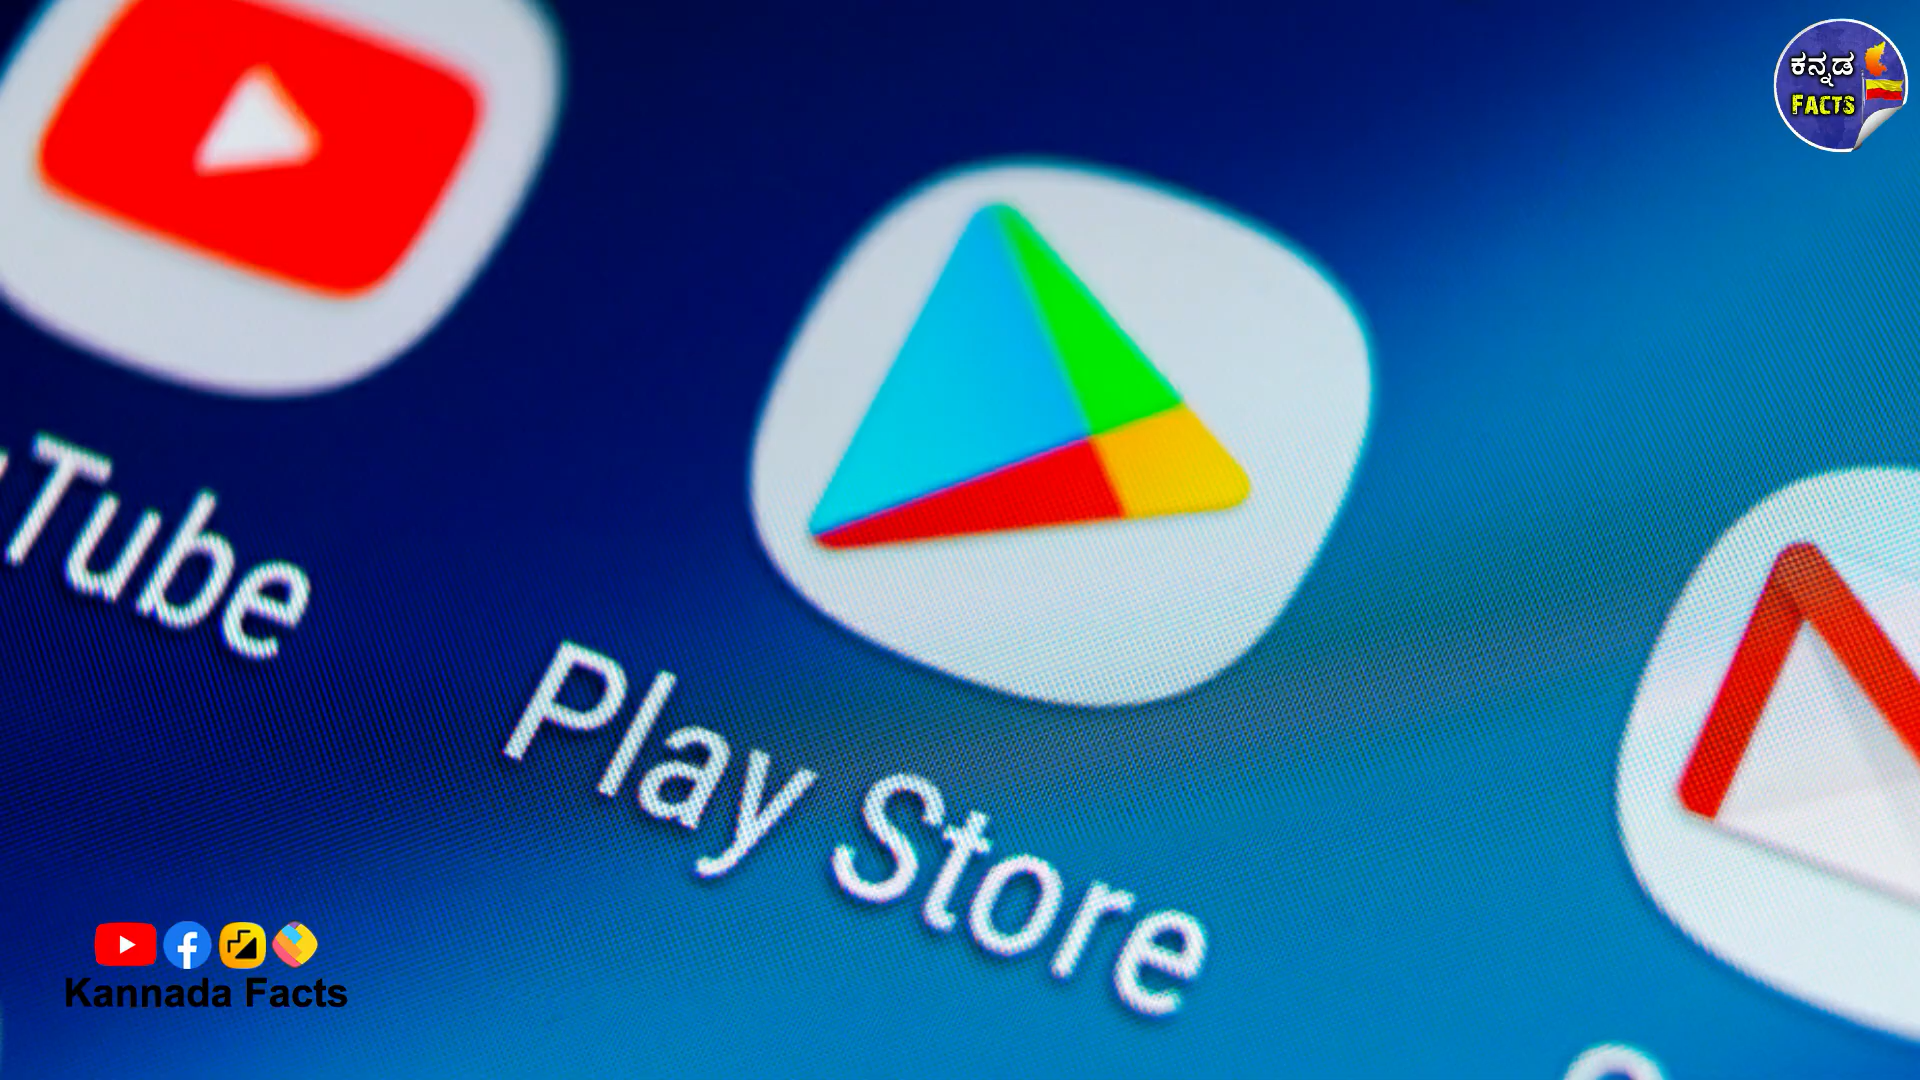 ಕನ್ನಡ
FACTS
Tube
Play Store
Kannada Facts